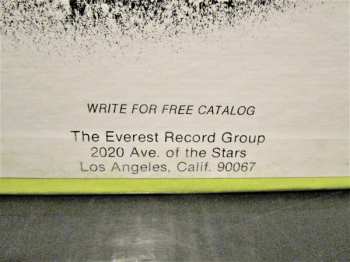 WRITE FOR FREE CATALOG
The Everest Record Group
2020 Ave. of the Stars
Los Angeles, Calif. 90067